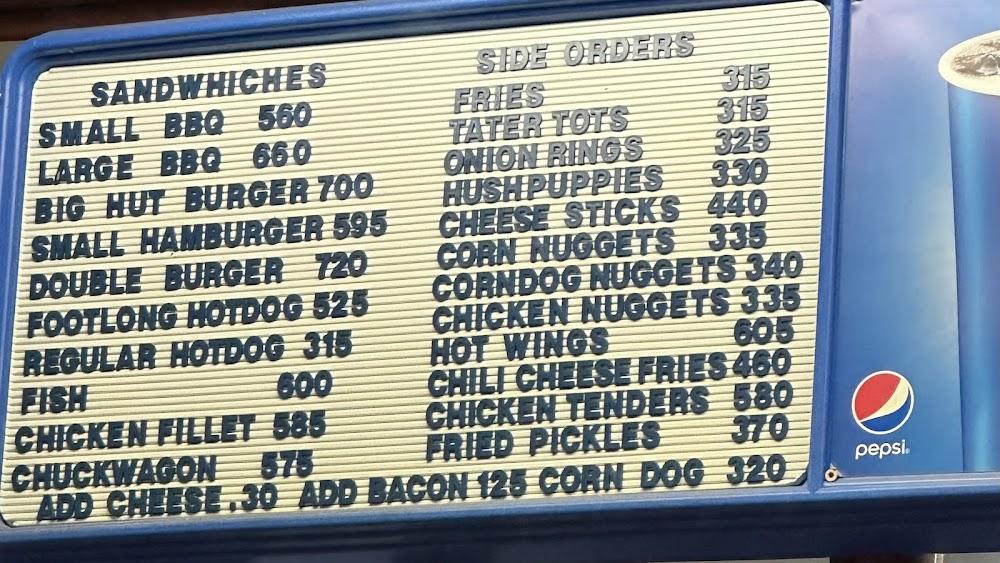 SANDWHICHES
SMALL BBQ 560
LARGE BBQ 660
BIG HUT BURGER 700
SMALL HAMBURGER 595
DOUBLE BURGER 720
FOOTLONG HOTDOG 525
REGULAR HOTDOG 315
FISH 600
CHICKEN FILLET 585
CHUCKWAGON 575
SIDE ORDERS
FRIES 315
TATER TOTS 315
ONION RINGS 325
HUSHPUPPIES 330
CHEESE STICKS 440
CORN NUGGETS 335
CORNDOG NUGGETS 340
CHICKEN NUGGETS 335
HOT WINGS 605
CHILI CHEESE FRIES 460
CHICKEN TENDERS 580
FRIED PICKLES 370
ADD CHEESE .30 ADD BACON 125 CORN DOG 320
pepsi